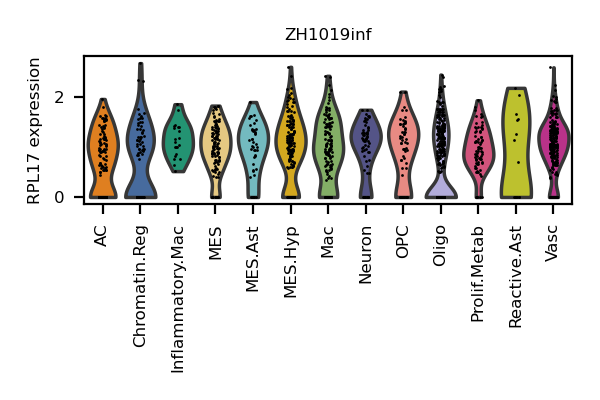 ZH1019inf
RPL17 expression
2
0
AC
Chromatin.Reg
Inflammatory.Mac
MES
MES.Ast
MES.Hyp
Mac
Neuron
OPC
Oligo
Prolif.Metab
Reactive.Ast
Vasc